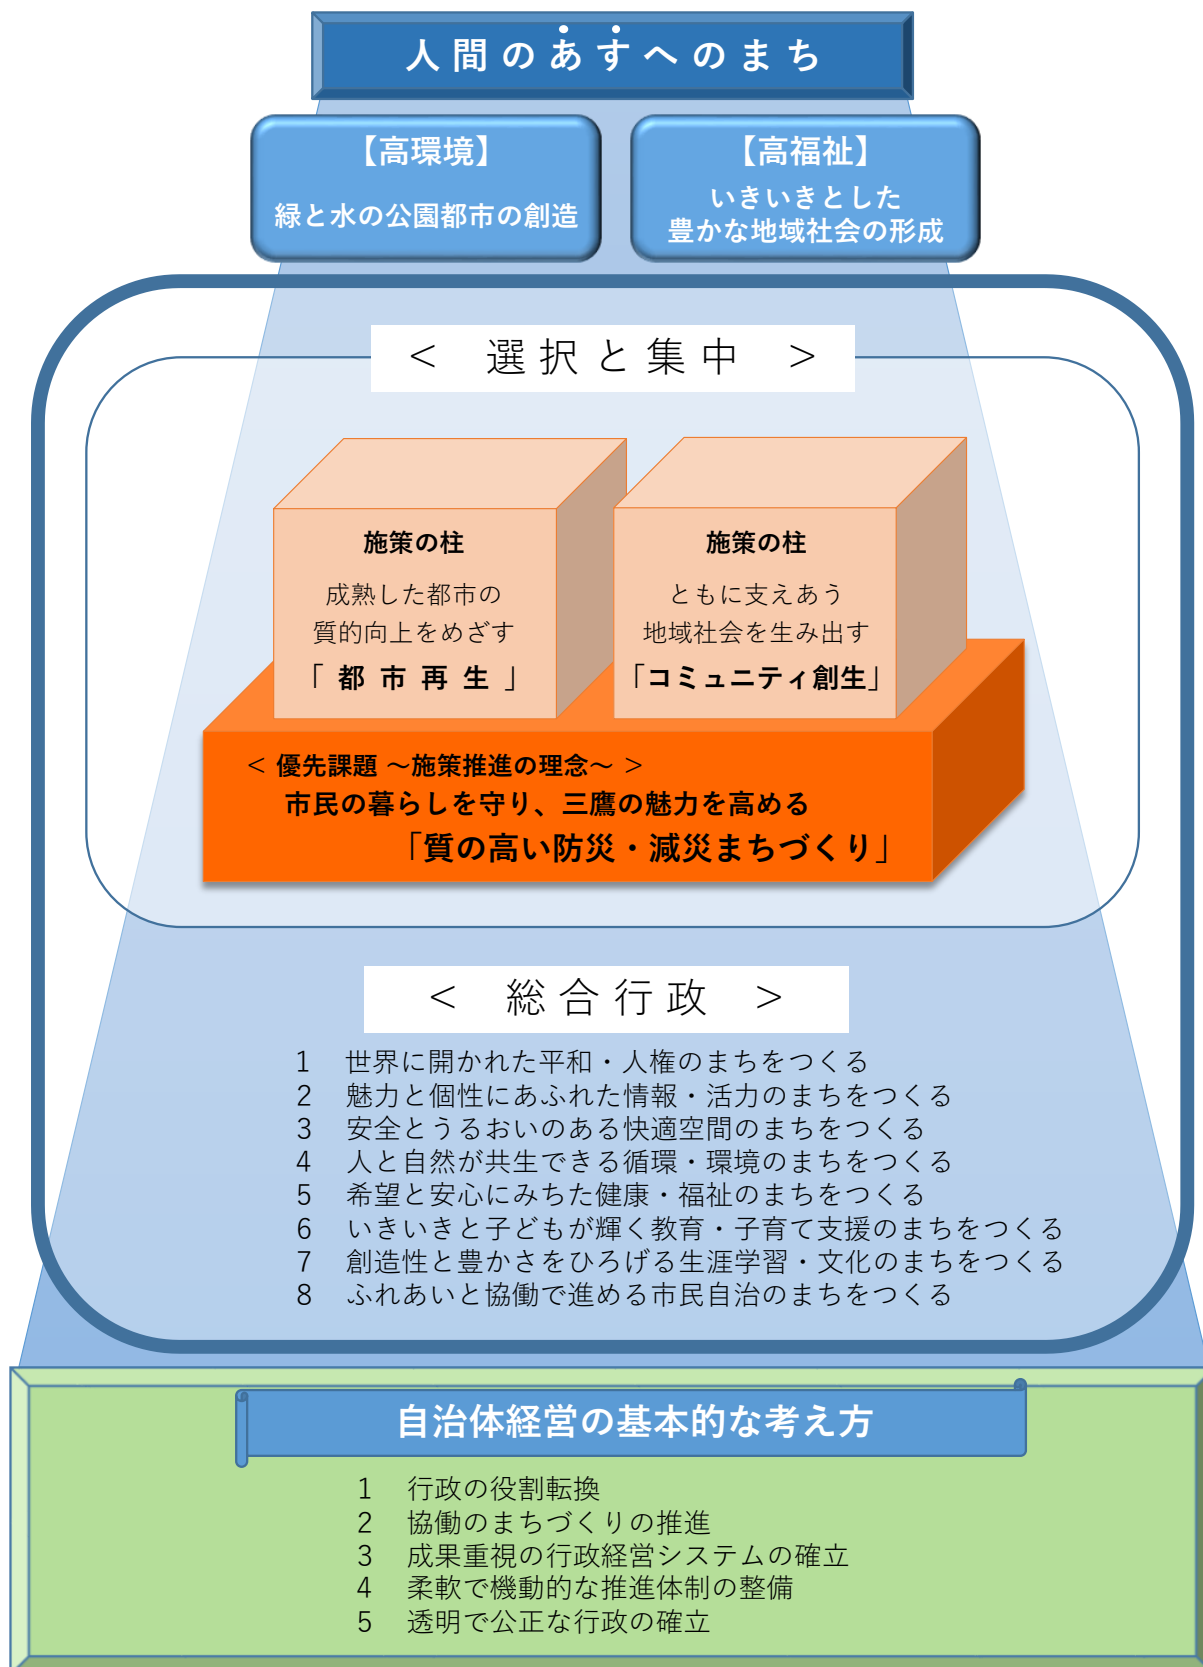 人間のあすへのまち
【高環境】
緑と水の公園都市の創造
【高福祉】
いきいきとした
豊かな地域社会の形成
＜ 選択と集中 ＞
施策の柱
成熟した都市の
質的向上をめざす
「都市再生」
施策の柱
ともに支えあう
地域社会を生み出す
「コミュニティ創生」
＜ 優先課題 ～施策推進の理念～ ＞
市民の暮らしを守り、三鷹の魅力を高める
「質の高い防災・減災まちづくり」
＜ 総合行政 ＞
1 世界に開かれた平和・人権のまちをつくる
2 魅力と個性にあふれた情報・活力のまちをつくる
3 安全とうるおいのある快適空間のまちをつくる
4 人と自然が共生できる循環・環境のまちをつくる
5 希望と安心にみちた健康・福祉のまちをつくる
6 いきいきと子どもが輝く教育・子育て支援のまちをつくる
7 創造性と豊かさをひろげる生涯学習・文化のまちをつくる
8 ふれあいと協働で進める市民自治のまちをつくる
自治体経営の基本的な考え方
1 行政の役割転換
2 協働のまちづくりの推進
3 成果重視の行政経営システムの確立
4 柔軟で機動的な推進体制の整備
5 透明で公正な行政の確立